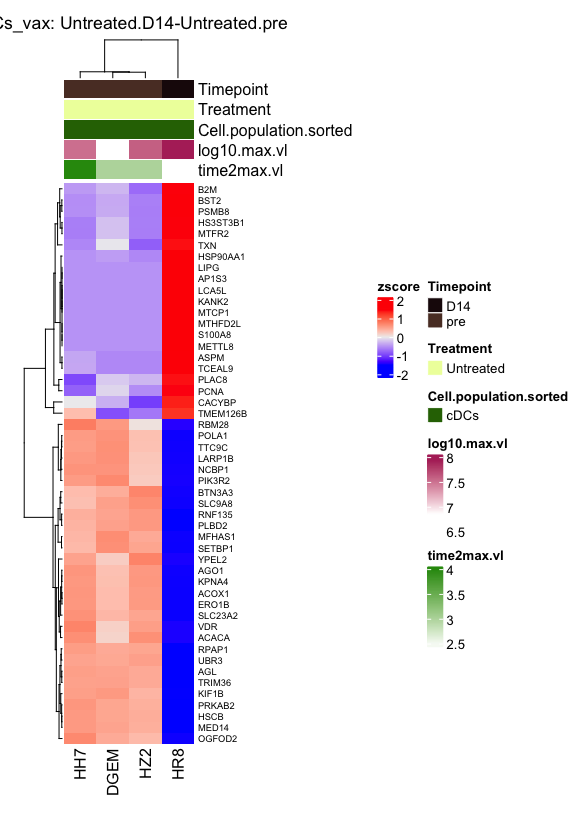 Cs_vax: Untreated.D14-Untreated.pre
Timepoint
Treatment
Cell.population.sorted
log10.max.vl
time2max.vl
B2M
BST2
PSMB8
HS3ST3B1
MTFR2
TXN
HSP90AA1
LIPG
AP1S3
LCA5L
KANK2
MTCP1
MTHFD2L
S100A8
METTL8
ASPM
TCEAL9
PLAC8
PCNA
CACYBP
TMEM126B
RBM28
POLA1
TTC9C
LARP1B
NCBP1
PIK3R2
BTN3A3
SLC9A8
RNF135
PLBD2
MFHAS1
SETBP1
YPEL2
AGO1
KPNA4
ACOX1
ERO1B
SLC23A2
VDR
ACACA
RPAP1
UBR3
AGL
TRIM36
KIF1B
PRKAB2
HSCB
MED14
OGFOD2
HH7
DGEM
HZ2
HR8
zscore
2
1
0
-1
-2
Timepoint
D14
pre
Treatment
Untreated
Cell.population.sorted
cDCs
log10.max.vl
8
7.5
7
6.5
time2max.vl
4
3.5
3
2.5